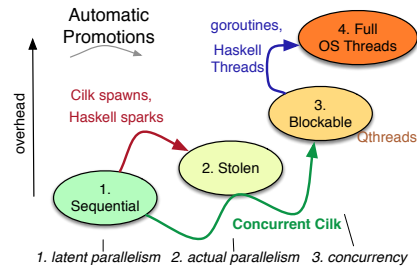 Automatic
Promotions
goroutines,
Haskell
Threads
4. Full
OS Threads
overhead
Cilk spawns,
Haskell sparks
3.
Blockable
Qthreads
2. Stolen
1.
Sequential
Concurrent Cilk
1. latent parallelism 2. actual parallelism 3. concurrency